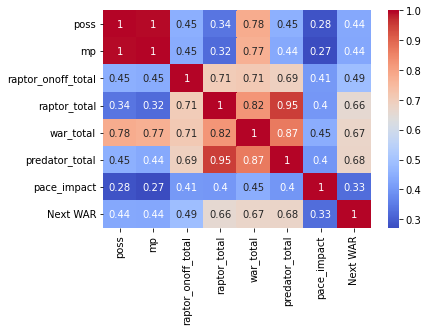 poss 1 1 0.45 0.34 0.78 0.45 0.28 0.44
mp 1 1 0.45 0.32 0.77 0.44 0.27 0.44
raptor_onoff_total 0.45 0.45 1 0.71 0.71 0.69 0.41 0.49
raptor_total 0.34 0.32 0.71 1 0.82 0.95 0.4 0.66
war_total 0.78 0.77 0.71 0.82 1 0.87 0.45 0.67
predator_total 0.45 0.44 0.69 0.95 0.87 1 0.4 0.68
pace_impact 0.28 0.27 0.41 0.4 0.45 0.4 1 0.33
Next WAR 0.44 0.44 0.49 0.66 0.67 0.68 0.33 1
poss
mp
raptor_onoff_total
raptor_total
war_total
predator_total
pace_impact
Next WAR
1.0
0.9
0.8
0.7
0.6
0.5
0.4
0.3